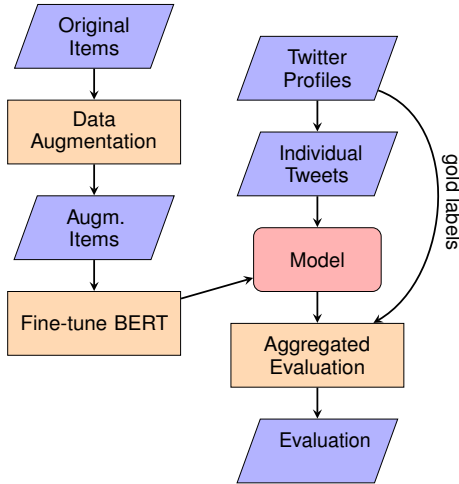 Original
Items
Data
Augmentation
Augm.
Items
Fine-tune BERT
Twitter
Profiles
Individual
Tweets
Model
Aggregated
Evaluation
Evaluation
gold labels